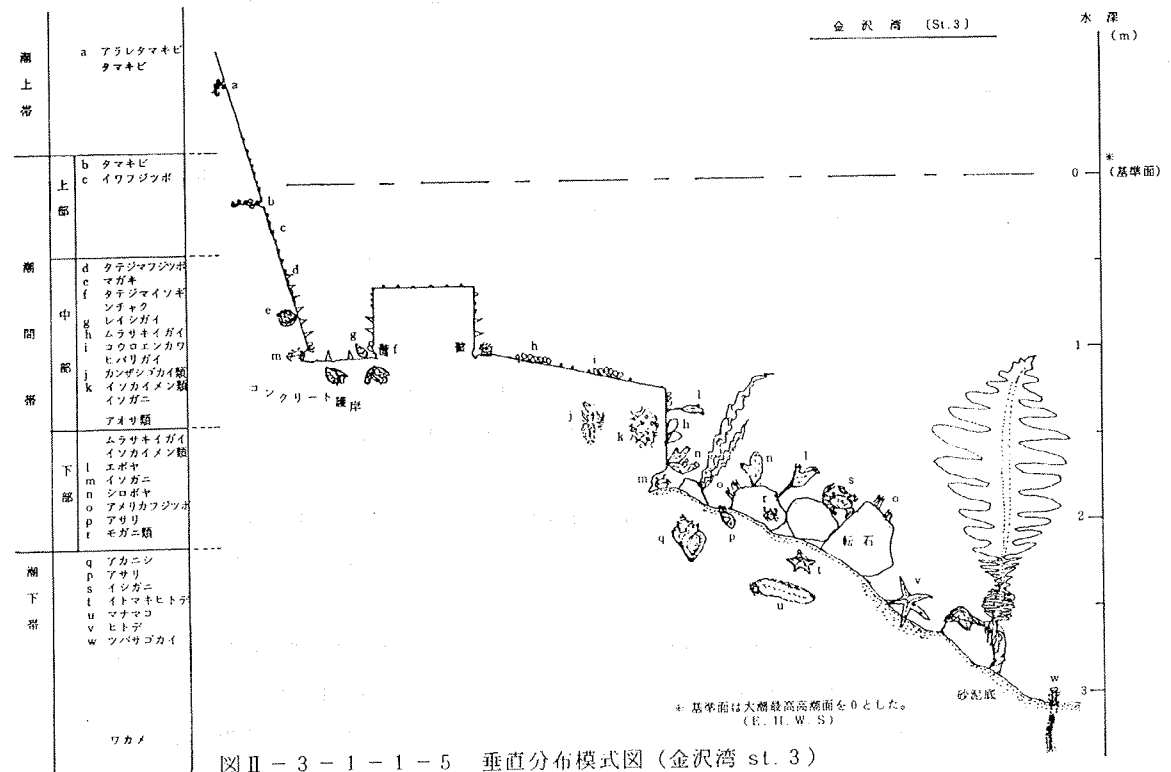 金沢湾 (St.3)
水深
(m)
潮上帯
a アラレタマキビ
タマキビ
潮間帯
上部
b タマキビ
c イワフジツボ
中部
d タテジマフジツボ
e マガキ
f タテジマイソギ
ンチャク
g レイシガイ
h ムラサキイガイ
i コウロエンカワ
ヒバリガイ
j カンザシゴカイ類
k イソカイメン類
イソガニ
アオサ類
下部
ムラサキイガイ
イソカイメン類
l エボヤ
m イソガニ
n シロボヤ
o アメリカフジツボ
p アサリ
r モガニ類
潮下帯
q アカニシ
p アサリ
s イシガニ
t イトマキヒトデ
u マナマコ
v ヒトデ
w ツバサゴカイ
ワカメ
a
b
c
d
e
m
g
f
コンクリート護岸
h
i
j
k
l
h
n
m
o
n
l
r
s
o
q
p
転石
t
u
v
w
砂泥底
0
*
(基準面)
1
2
3
* 基準面は大潮最高高潮面を0とした。
(E.H.W.S)
図Ⅱ-3-1-1-5 垂直分布模式図(金沢湾 st.3)